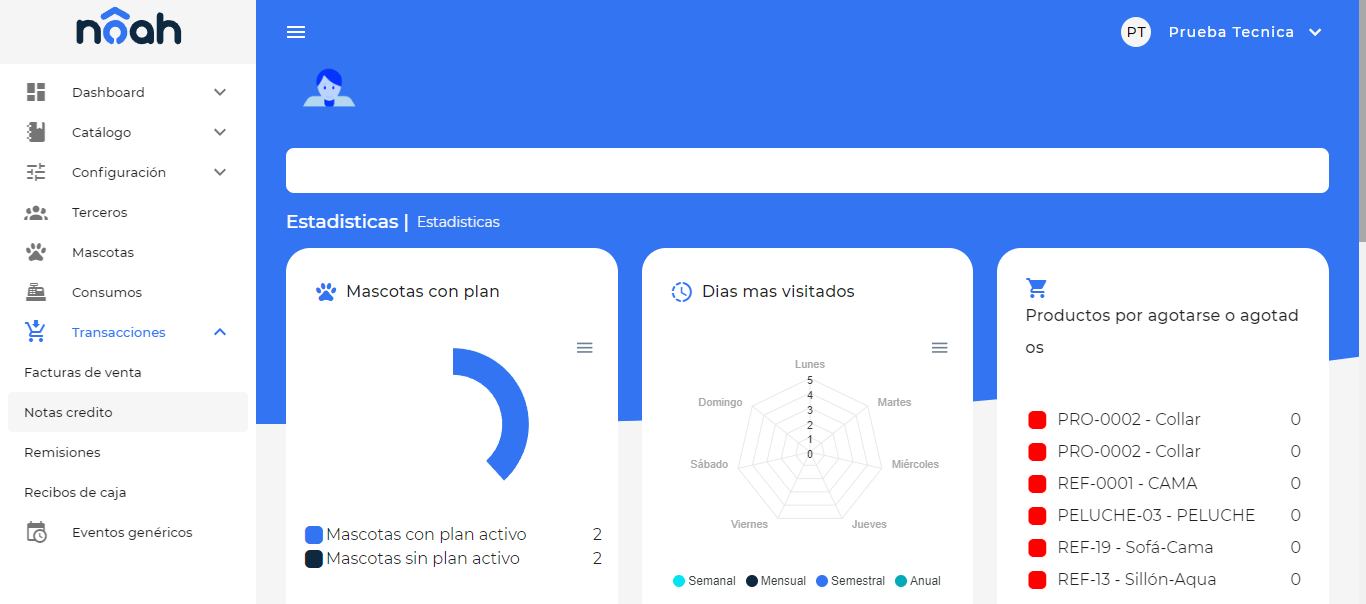 nôah
PT Prueba Tecnica
Dashboard
Catálogo
Configuración
Terceros
Mascotas
Consumos
Transacciones
Facturas de venta
Notas credito
Remisiones
Recibos de caja
Eventos genéricos
Estadisticas | Estadisticas
Mascotas con plan
Mascotas con plan activo 2
Mascotas sin plan activo 2
Dias mas visitados
Lunes
5
4
3
2
1
0
Domingo
Martes
Sábado
Miércoles
Viernes
Jueves
Semanal Mensual Semestral Anual
Productos por agotarse o agotad
os
PRO-0002 - Collar 0
PRO-0002 - Collar 0
REF-0001 - CAMA 0
PELUCHE-03 - PELUCHE 0
REF-19 - Sofá-Cama 0
REF-13 - Sillón-Aqua 0